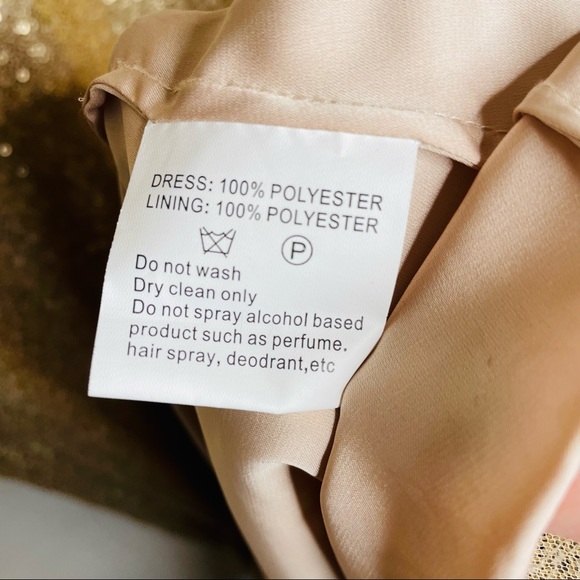 DRESS: 100% POLYESTER
LINING: 100% POLYESTER
P
Do not wash
Dry clean only
Do not spray alcohol based
product such as perfume.
hair spray, deodrant,etc